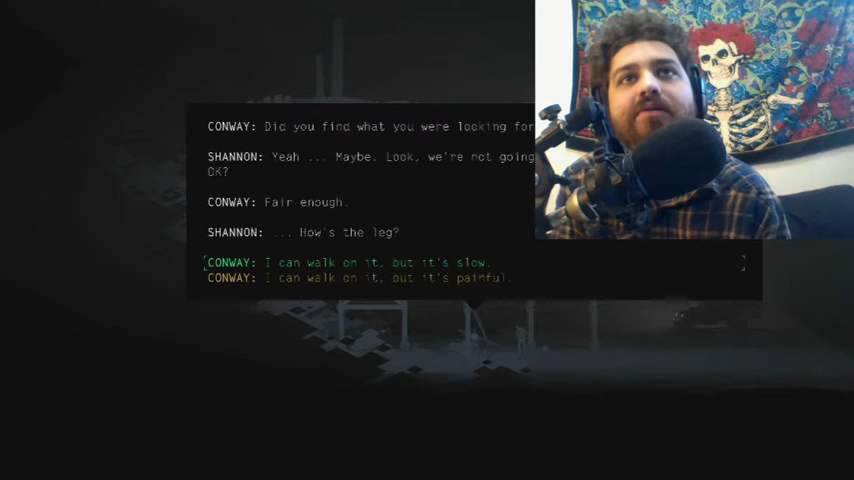 CONWAY: Did you find what you were looking for
SHANNON: Yeah ... Maybe. Look, we're not going
OK?
CONWAY: Fair enough.
SHANNON: ... How's the leg?
CONWAY: I can walk on it, but it's slow.
CONWAY: I can walk on it, but it's painful.